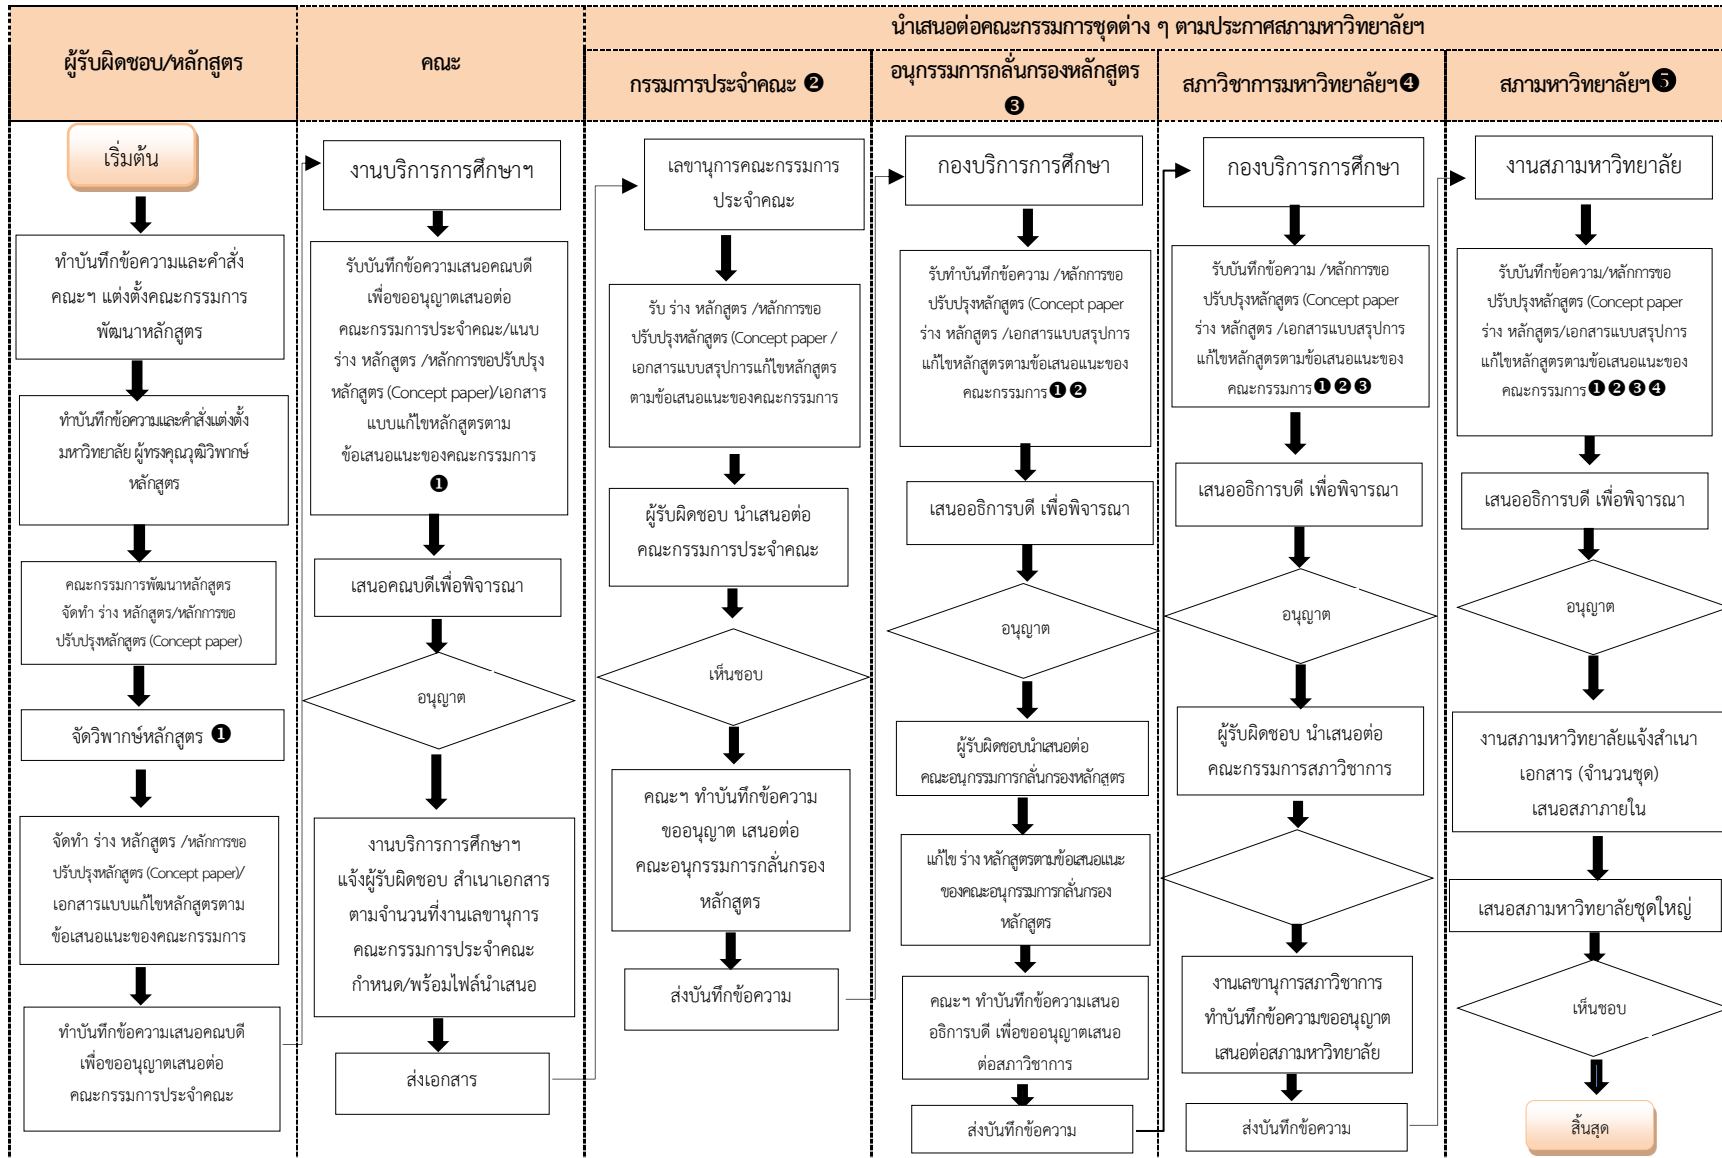 นำเสนอต่อคณะกรรมการชุดต่าง ๆ ตามประกาศสภามหาวิทยาลัยฯ
ผู้รับผิดชอบ/หลักสูตร
คณะ
กรรมการประจำคณะ ❷
อนุกรรมการกลั่นกรองหลักสูตร
❸
สภาวิชาการมหาวิทยาลัยฯ❹
สภามหาวิทยาลัยฯ❺
เริ่มต้น
ทำบันทึกข้อความและคำสั่ง
คณะฯ แต่งตั้งคณะกรรมการ
พัฒนาหลักสูตร
ทำบันทึกข้อความและคำสั่งแต่งตั้ง
มหาวิทยาลัย ผู้ทรงคุณวุฒิวิพากษ์
หลักสูตร
คณะกรรมการพัฒนาหลักสูตร
จัดทำ ร่าง หลักสูตร/หลักการขอ
ปรับปรุงหลักสูตร (Concept paper)
จัดวิพากษ์หลักสูตร ❶
จัดทำ ร่าง หลักสูตร /หลักการขอ
ปรับปรุงหลักสูตร (Concept paper)/
เอกสารแบบแก้ไขหลักสูตรตาม
ข้อเสนอแนะของคณะกรรมการ
ทำบันทึกข้อความเสนอคณบดี
เพื่อขออนุญาตเสนอต่อ
คณะกรรมการประจำคณะ
งานบริการการศึกษาฯ
รับบันทึกข้อความเสนอคณบดี
เพื่อขออนุญาตเสนอต่อ
คณะกรรมการประจำคณะ/แนบ
ร่าง หลักสูตร /หลักการขอปรับปรุง
หลักสูตร (Concept paper)/เอกสาร
แบบแก้ไขหลักสูตรตาม
ข้อเสนอแนะของคณะกรรมการ
❶
เสนอคณบดีเพื่อพิจารณา
อนุญาต
งานบริการการศึกษาฯ
แจ้งผู้รับผิดชอบ สำเนาเอกสาร
ตามจำนวนที่งานเลขานุการ
คณะกรรมการประจำคณะ
กำหนด/พร้อมไฟล์นำเสนอ
ส่งเอกสาร
เลขานุการคณะกรรมการ
ประจำคณะ
รับ ร่าง หลักสูตร /หลักการขอ
ปรับปรุงหลักสูตร (Concept paper /
เอกสารแบบสรุปการแก้ไขหลักสูตร
ตามข้อเสนอแนะของคณะกรรมการ
ผู้รับผิดชอบ นำเสนอต่อ
คณะกรรมการประจำคณะ
เห็นชอบ
คณะฯ ทำบันทึกข้อความ
ขออนุญาต เสนอต่อ
คณะอนุกรรมการกลั่นกรอง
หลักสูตร
ส่งบันทึกข้อความ
กองบริการการศึกษา
รับทำบันทึกข้อความ /หลักการขอ
ปรับปรุงหลักสูตร (Concept paper
ร่าง หลักสูตร /เอกสารแบบสรุปการ
แก้ไขหลักสูตรตามข้อเสนอแนะของ
คณะกรรมการ❶❷
เสนออธิการบดี เพื่อพิจารณา
อนุญาต
ผู้รับผิดชอบนำเสนอต่อ
คณะอนุกรรมการกลั่นกรองหลักสูตร
แก้ไข ร่าง หลักสูตรตามข้อเสนอแนะ
ของคณะอนุกรรมการกลั่นกรอง
หลักสูตร
คณะฯ ทำบันทึกข้อความเสนอ
อธิการบดี เพื่อขออนุญาตเสนอ
ต่อสภาวิชาการ
ส่งบันทึกข้อความ
กองบริการการศึกษา
รับบันทึกข้อความ /หลักการขอ
ปรับปรุงหลักสูตร (Concept paper
ร่าง หลักสูตร /เอกสารแบบสรุปการ
แก้ไขหลักสูตรตามข้อเสนอแนะของ
คณะกรรมการ❶❷❸
เสนออธิการบดี เพื่อพิจารณา
อนุญาต
ผู้รับผิดชอบ นำเสนอต่อ
คณะกรรมการสภาวิชาการ
งานเลขานุการสภาวิชาการ
ทำบันทึกข้อความขออนุญาต
เสนอต่อสภามหาวิทยาลัย
ส่งบันทึกข้อความ
งานสภามหาวิทยาลัย
รับบันทึกข้อความ/หลักการขอ
ปรับปรุงหลักสูตร (Concept paper
ร่าง หลักสูตร/เอกสารแบบสรุปการ
แก้ไขหลักสูตรตามข้อเสนอแนะของ
คณะกรรมการ❶❷❸❹
เสนออธิการบดี เพื่อพิจารณา
อนุญาต
งานสภามหาวิทยาลัยแจ้งสำเนา
เอกสาร (จำนวนชุด)
เสนอสภาภายใน
เสนอสภามหาวิทยาลัยชุดใหญ่
เห็นชอบ
สิ้นสุด